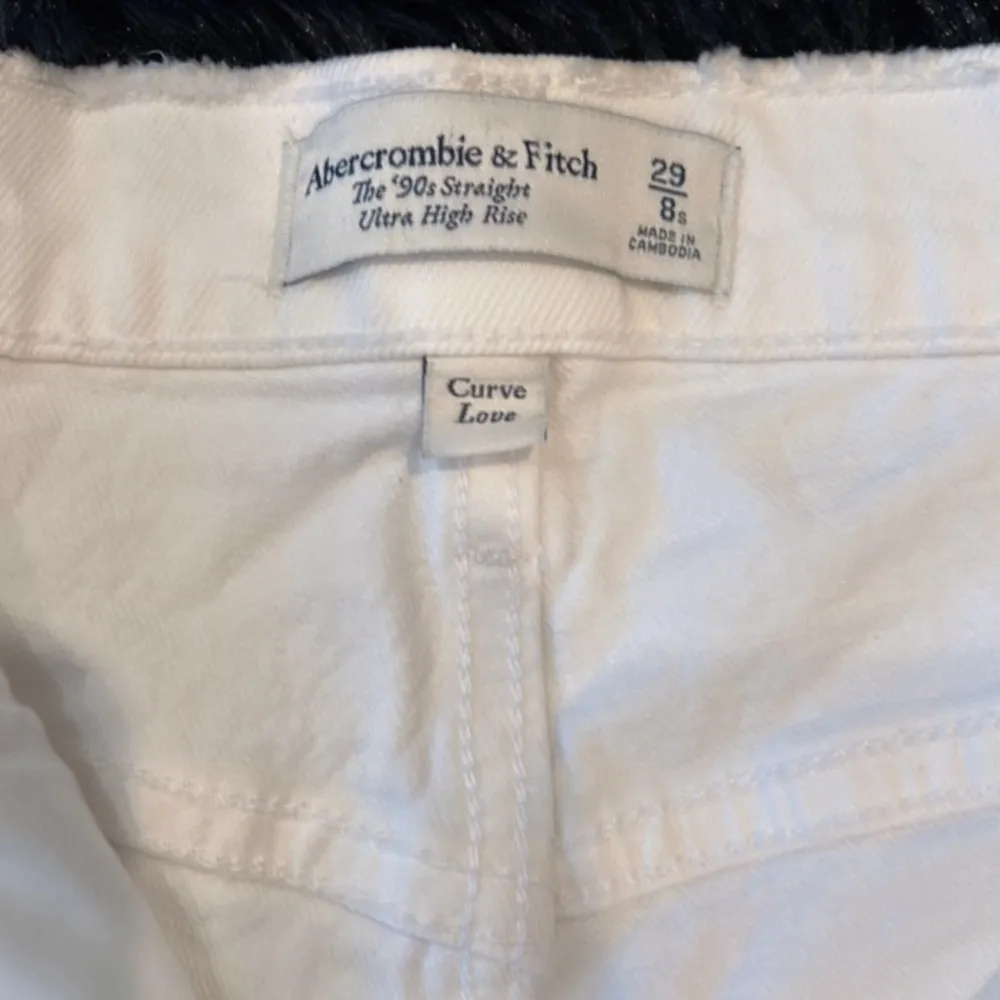 Abercrombie & Fitch
The '90s Straight
Ultra High Rise
29
8s
MADE IN
CAMBODIA
Curve
Love